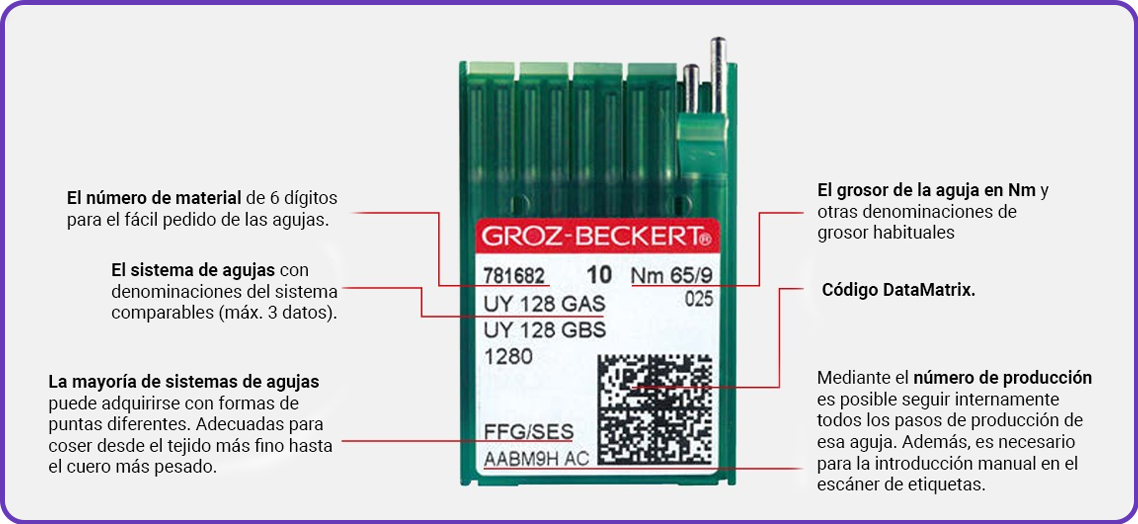 El número de material de 6 dígitos
para el fácil pedido de las agujas.
El sistema de agujas con
denominaciones del sistema
comparables (máx. 3 datos).
La mayoría de sistemas de agujas
puede adquirirse con formas de
puntas diferentes. Adecuadas para
coser desde el tejido más fino hasta
el cuero más pesado.
GROZ-BECKERT®
781682 10 Nm 65/9
025
UY 128 GAS
UY 128 GBS
1280
FFG/SES
AABM9H AC
El grosor de la aguja en Nm y
otras denominaciones de
grosor habituales
Código DataMatrix.
Mediante el número de producción
es posible seguir internamente
todos los pasos de producción de
esa aguja. Además, es necesario
para la introducción manual en el
escáner de etiquetas.